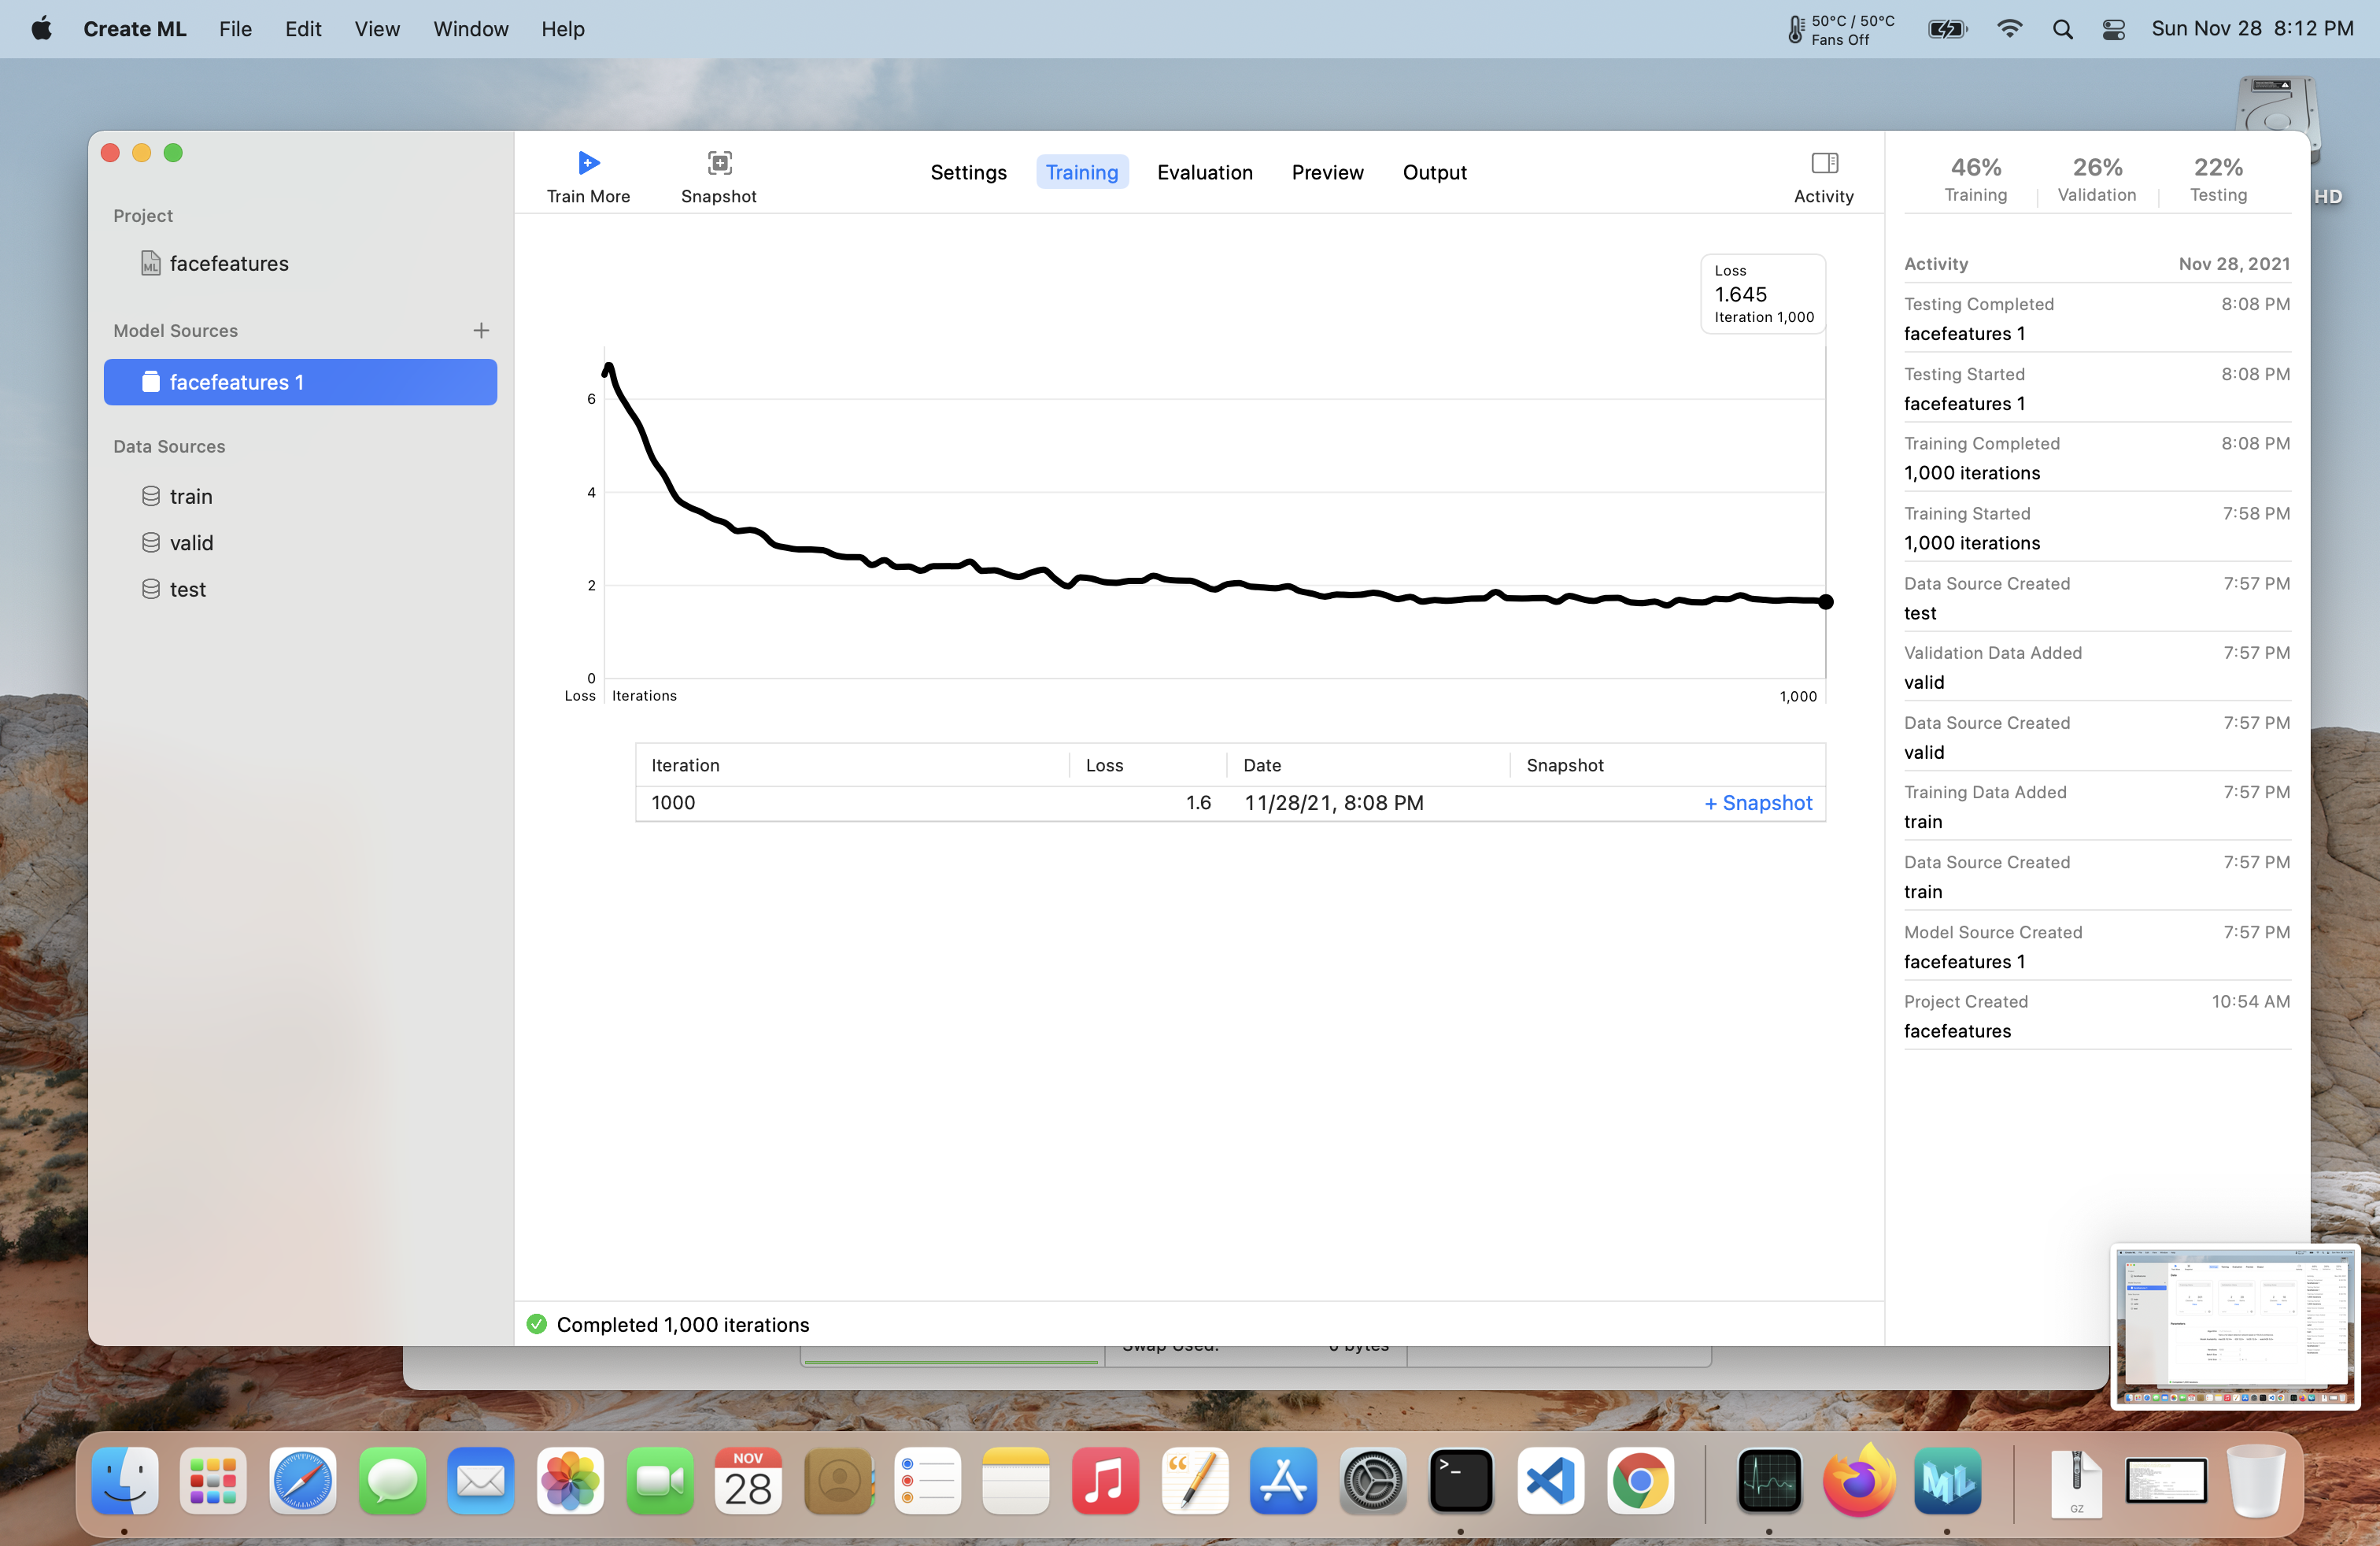 Create ML File Edit View Window Help
50°C / 50°C
Fans Off
Sun Nov 28 8:12 PM
HD
Project
facefeatures
Model Sources
facefeatures 1
Data Sources
train
valid
test
Train More
Snapshot
Settings Training Evaluation Preview Output
Activity
46% 26% 22%
Training Validation Testing
Loss
1.645
Iteration 1,000
6
4
2
0
Loss Iterations 1,000
Iteration Loss Date Snapshot
1000 1.6 11/28/21, 8:08 PM + Snapshot
Completed 1,000 iterations
Activity Nov 28, 2021
Testing Completed 8:08 PM
facefeatures 1
Testing Started 8:08 PM
facefeatures 1
Training Completed 8:08 PM
1,000 iterations
Training Started 7:58 PM
1,000 iterations
Data Source Created 7:57 PM
test
Validation Data Added 7:57 PM
valid
Data Source Created 7:57 PM
valid
Training Data Added 7:57 PM
train
Data Source Created 7:57 PM
train
Model Source Created 7:57 PM
facefeatures 1
Project Created 10:54 AM
facefeatures
Swap Used: 0 bytes
ML
NOV
28
>_
ML
GZ